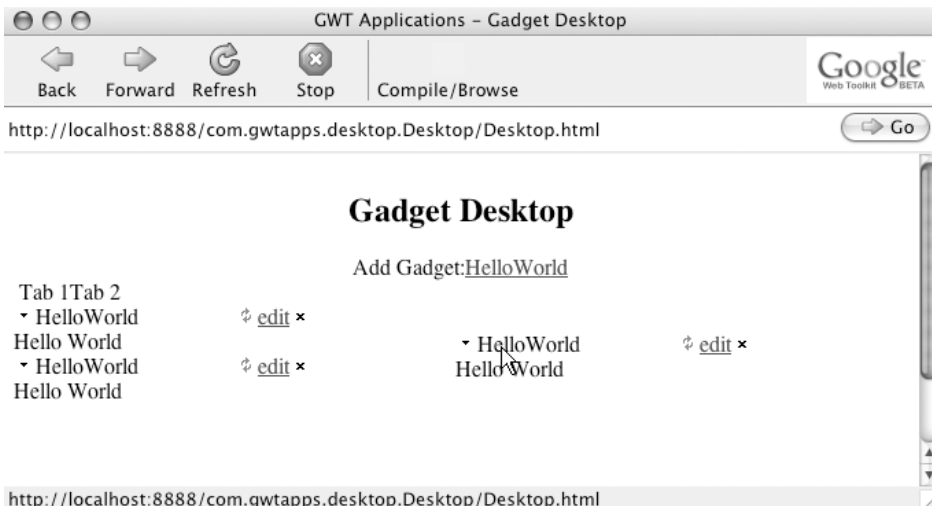 GWT Applications – Gadget Desktop
Back Forward Refresh Stop Compile/Browse
Google
Web Toolkit BETA
http://localhost:8888/com.gwtapps.desktop.Desktop/Desktop.html
Go
Gadget Desktop
Add Gadget:HelloWorld
Tab 1Tab 2
HelloWorld edit
Hello World
HelloWorld edit
Hello World
HelloWorld edit
Hello World
http://localhost:8888/com.gwtapps.desktop.Desktop/Desktop.html